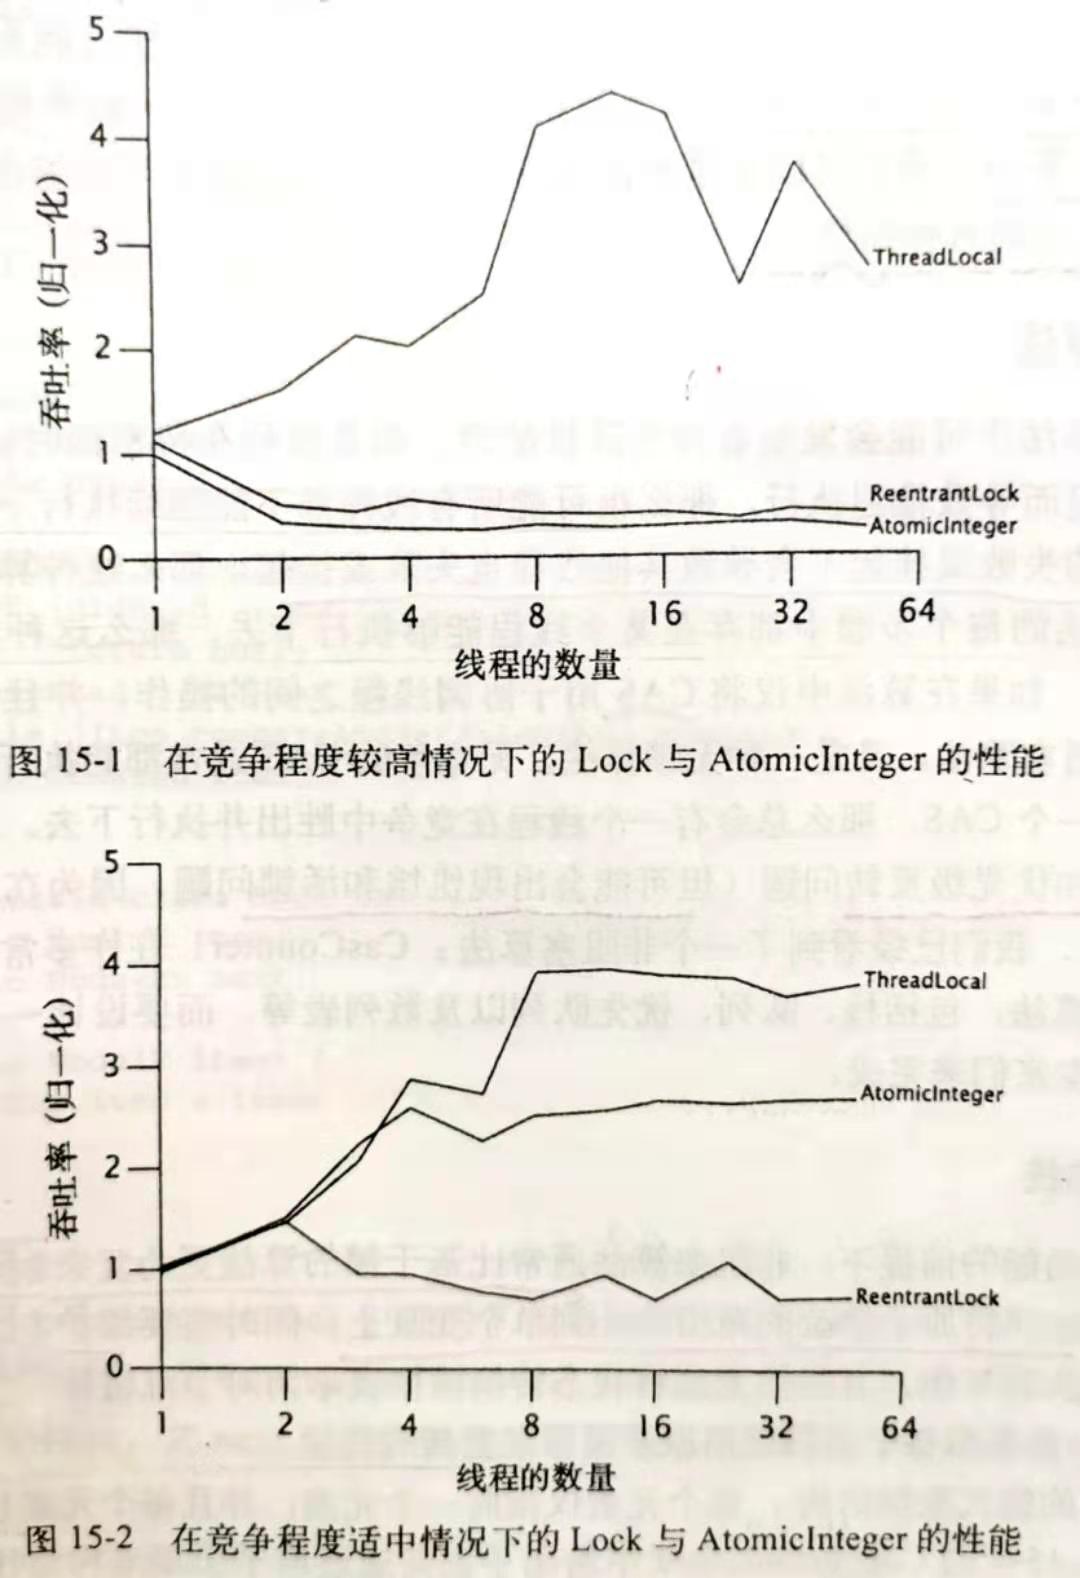 5
4
3
2
1
0
吞吐率 (归一化)
ThreadLocal
ReentrantLock
AtomicInteger
1 2 4 8 16 32 64
线程的数量
图 15-1 在竞争程度较高情况下的 Lock 与 AtomicInteger 的性能
5
4
3
2
1
0
吞吐率 (归一化)
ThreadLocal
AtomicInteger
ReentrantLock
1 2 4 8 16 32 64
线程的数量
图 15-2 在竞争程度适中情况下的 Lock 与 AtomicInteger 的性能